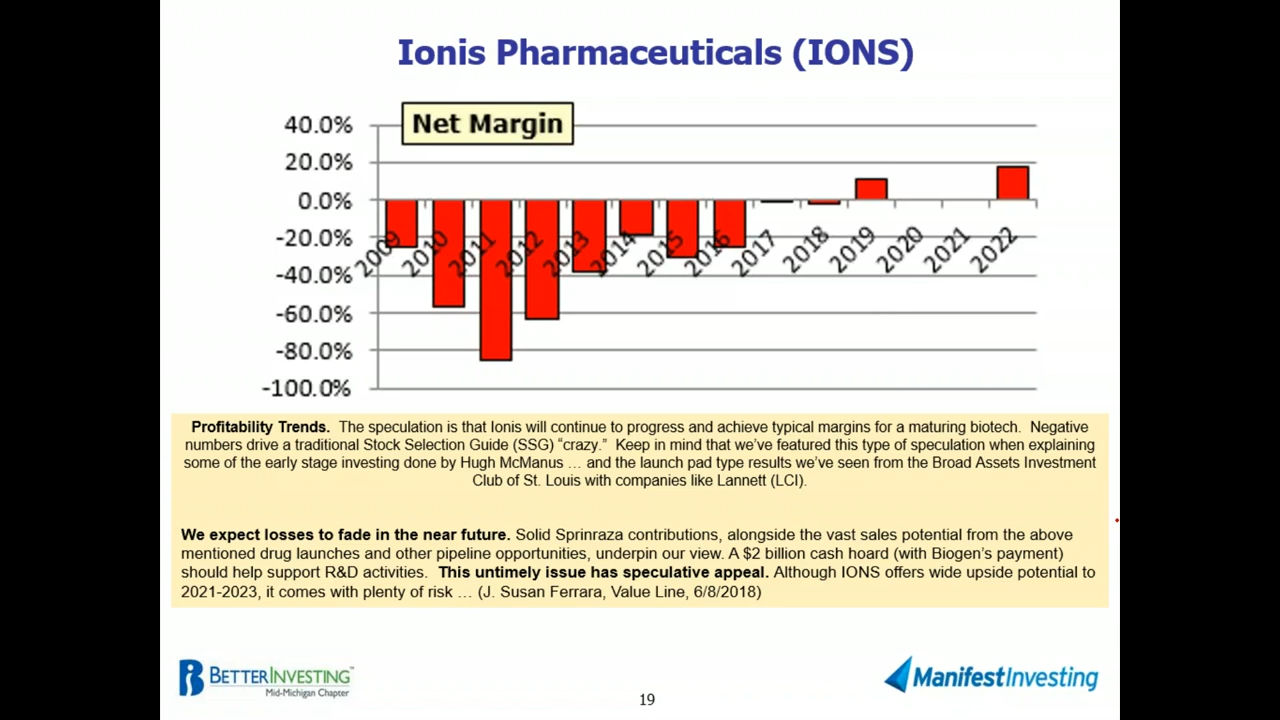 Ionis Pharmaceuticals (IONS)
Net Margin
40.0%
20.0%
0.0%
-20.0%
-40.0%
-60.0%
-80.0%
-100.0%
2009 2010 2011 2012 2013 2014 2015 2016 2017 2018 2019 2020 2021 2022
Profitability Trends. The speculation is that Ionis will continue to progress and achieve typical margins for a maturing biotech. Negative
numbers drive a traditional Stock Selection Guide (SSG) “crazy.” Keep in mind that we’ve featured this type of speculation when explaining
some of the early stage investing done by Hugh McManus … and the launch pad type results we’ve seen from the Broad Assets Investment
Club of St. Louis with companies like Lannett (LCI).
We expect losses to fade in the near future. Solid Sprinraza contributions, alongside the vast sales potential from the above
mentioned drug launches and other pipeline opportunities, underpin our view. A $2 billion cash hoard (with Biogen’s payment)
should help support R&D activities. This untimely issue has speculative appeal. Although IONS offers wide upside potential to
2021-2023, it comes with plenty of risk … (J. Susan Ferrara, Value Line, 6/8/2018)
BETTERINVESTING™
Mid-Michigan Chapter
19
ManifestInvesting